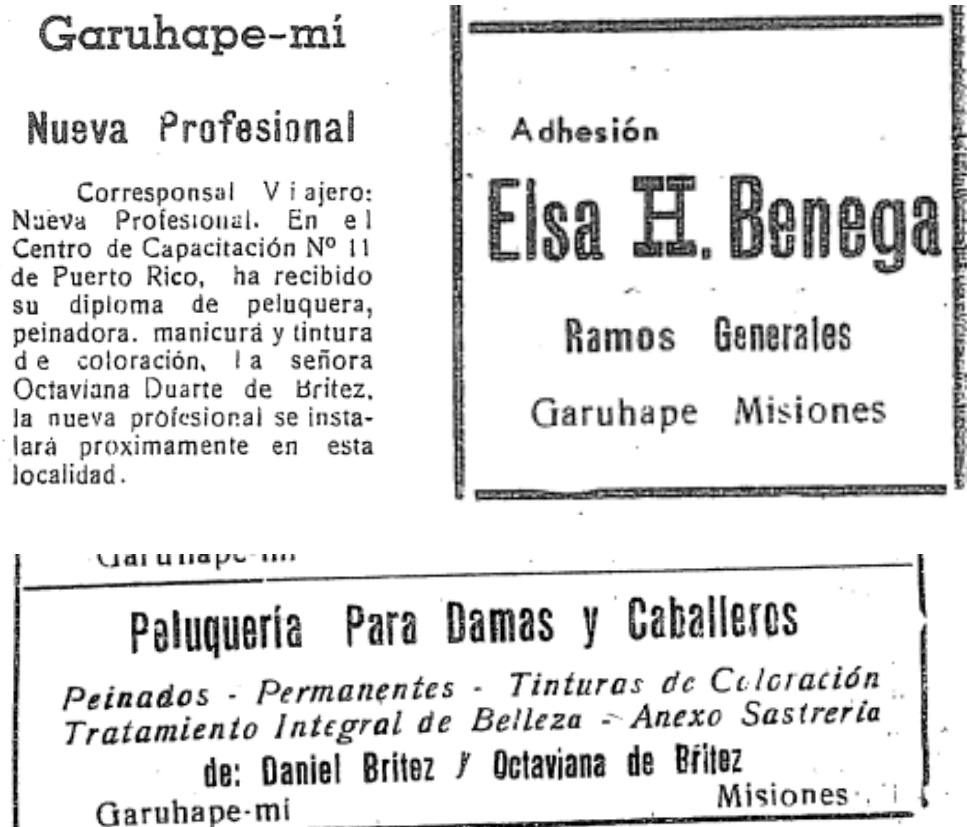 Garuhape-mí
Nueva Profesional
Corresponsal Viajero:
Nueva Profesional. En el
Centro de Capacitación Nº 11
de Puerto Rico, ha recibido
su diploma de peluquera,
peinadora. manicurá y tintura
de coloración, la señora
Octaviana Duarte de Britez,
la nueva profesional se insta-
lará proximamente en esta
localidad.
Adhesión
Elsa H. Benega
Ramos Generales
Garuhape Misiones
Garuhape-mi
Peluquería Para Damas y Caballeros
Peinados - Permanentes - Tinturas de Coloración
Tratamiento Integral de Belleza - Anexo Sastrería
de: Daniel Britez y Octaviana de Britez
Garuhape-mi Misiones